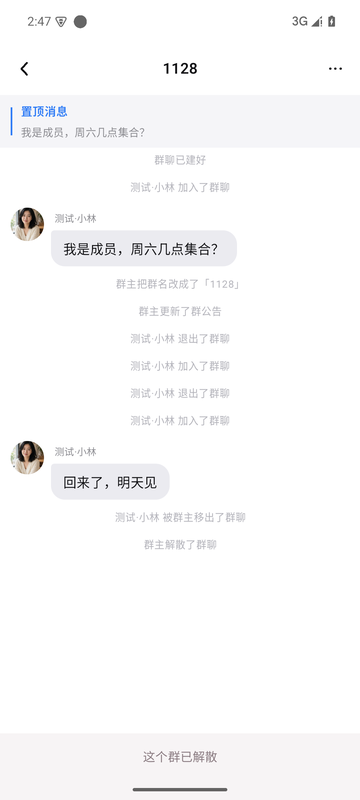 2:47
3G
1128
置顶消息
我是成员，周六几点集合？
群聊已建好
测试·小林 加入了群聊
测试·小林
我是成员，周六几点集合？
群主把群名改成了「1128」
群主更新了群公告
测试·小林 退出了群聊
测试·小林 加入了群聊
测试·小林 退出了群聊
测试·小林 加入了群聊
测试·小林
回来了，明天见
测试·小林 被群主移出了群聊
群主解散了群聊
这个群已解散